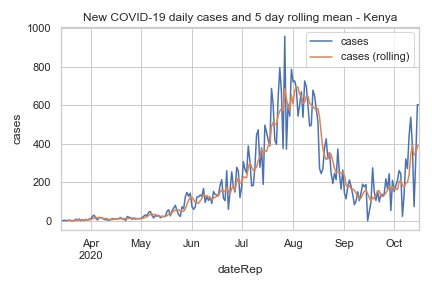 New COVID-19 daily cases and 5 day rolling mean - Kenya
cases
cases (rolling)
1000
800
600
400
200
0
cases
Apr
2020
May
Jun
Jul
Aug
Sep
Oct
dateRep